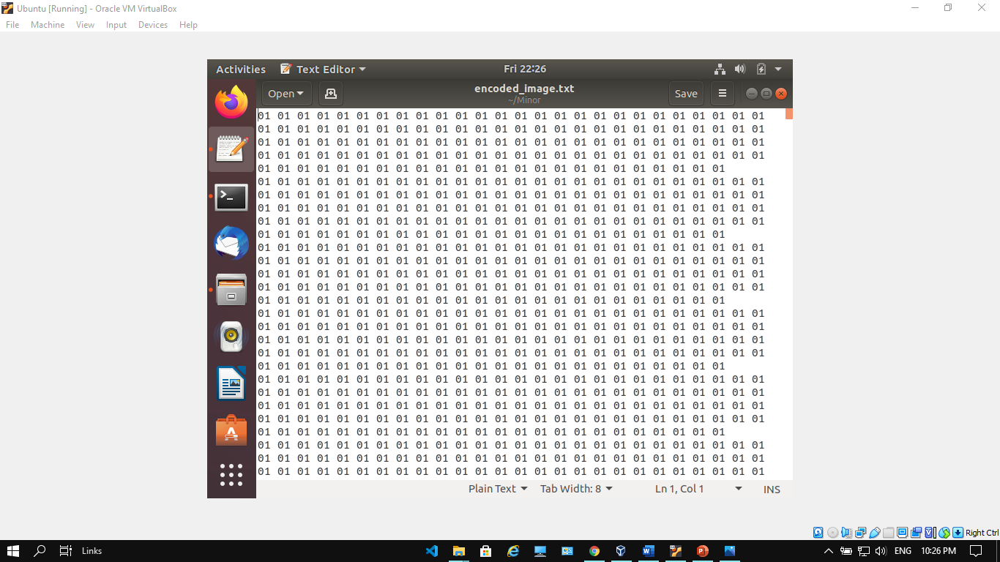 Ubuntu [Running] - Oracle VM VirtualBox
File Machine View Input Devices Help
Activities Text Editor Fri 22:26
Open encoded_image.txt Save
~/Minor
01 01 01 01 01 01 01 01 01 01 01 01 01 01 01 01 01 01 01 01 01 01 01 01 01 01
01 01 01 01 01 01 01 01 01 01 01 01 01 01 01 01 01 01 01 01 01 01 01 01 01 01
01 01 01 01 01 01 01 01 01 01 01 01 01 01 01 01 01 01 01 01 01 01 01 01 01 01
01 01 01 01 01 01 01 01 01 01 01 01 01 01 01 01 01 01 01 01 01 01 01 01 01 01
01 01 01 01 01 01 01 01 01 01 01 01 01 01 01 01 01 01 01 01 01 01 01 01
01 01 01 01 01 01 01 01 01 01 01 01 01 01 01 01 01 01 01 01 01 01 01 01 01 01
01 01 01 01 01 01 01 01 01 01 01 01 01 01 01 01 01 01 01 01 01 01 01 01 01 01
01 01 01 01 01 01 01 01 01 01 01 01 01 01 01 01 01 01 01 01 01 01 01 01 01 01
01 01 01 01 01 01 01 01 01 01 01 01 01 01 01 01 01 01 01 01 01 01 01 01 01 01
01 01 01 01 01 01 01 01 01 01 01 01 01 01 01 01 01 01 01 01 01 01 01 01
01 01 01 01 01 01 01 01 01 01 01 01 01 01 01 01 01 01 01 01 01 01 01 01 01 01
01 01 01 01 01 01 01 01 01 01 01 01 01 01 01 01 01 01 01 01 01 01 01 01 01 01
01 01 01 01 01 01 01 01 01 01 01 01 01 01 01 01 01 01 01 01 01 01 01 01 01 01
01 01 01 01 01 01 01 01 01 01 01 01 01 01 01 01 01 01 01 01 01 01 01 01 01 01
01 01 01 01 01 01 01 01 01 01 01 01 01 01 01 01 01 01 01 01 01 01 01 01
01 01 01 01 01 01 01 01 01 01 01 01 01 01 01 01 01 01 01 01 01 01 01 01 01 01
01 01 01 01 01 01 01 01 01 01 01 01 01 01 01 01 01 01 01 01 01 01 01 01 01 01
01 01 01 01 01 01 01 01 01 01 01 01 01 01 01 01 01 01 01 01 01 01 01 01 01 01
01 01 01 01 01 01 01 01 01 01 01 01 01 01 01 01 01 01 01 01 01 01 01 01 01 01
01 01 01 01 01 01 01 01 01 01 01 01 01 01 01 01 01 01 01 01 01 01 01 01
01 01 01 01 01 01 01 01 01 01 01 01 01 01 01 01 01 01 01 01 01 01 01 01 01 01
01 01 01 01 01 01 01 01 01 01 01 01 01 01 01 01 01 01 01 01 01 01 01 01 01 01
01 01 01 01 01 01 01 01 01 01 01 01 01 01 01 01 01 01 01 01 01 01 01 01 01 01
01 01 01 01 01 01 01 01 01 01 01 01 01 01 01 01 01 01 01 01 01 01 01 01 01 01
01 01 01 01 01 01 01 01 01 01 01 01 01 01 01 01 01 01 01 01 01 01 01 01
01 01 01 01 01 01 01 01 01 01 01 01 01 01 01 01 01 01 01 01 01 01 01 01 01 01
01 01 01 01 01 01 01 01 01 01 01 01 01 01 01 01 01 01 01 01 01 01 01 01 01 01
01 01 01 01 01 01 01 01 01 01 01 01 01 01 01 01 01 01 01 01 01 01 01 01 01 01
Plain Text Tab Width: 8 Ln 1, Col 1 INS
Right Ctrl
Links ENG 10:26 PM